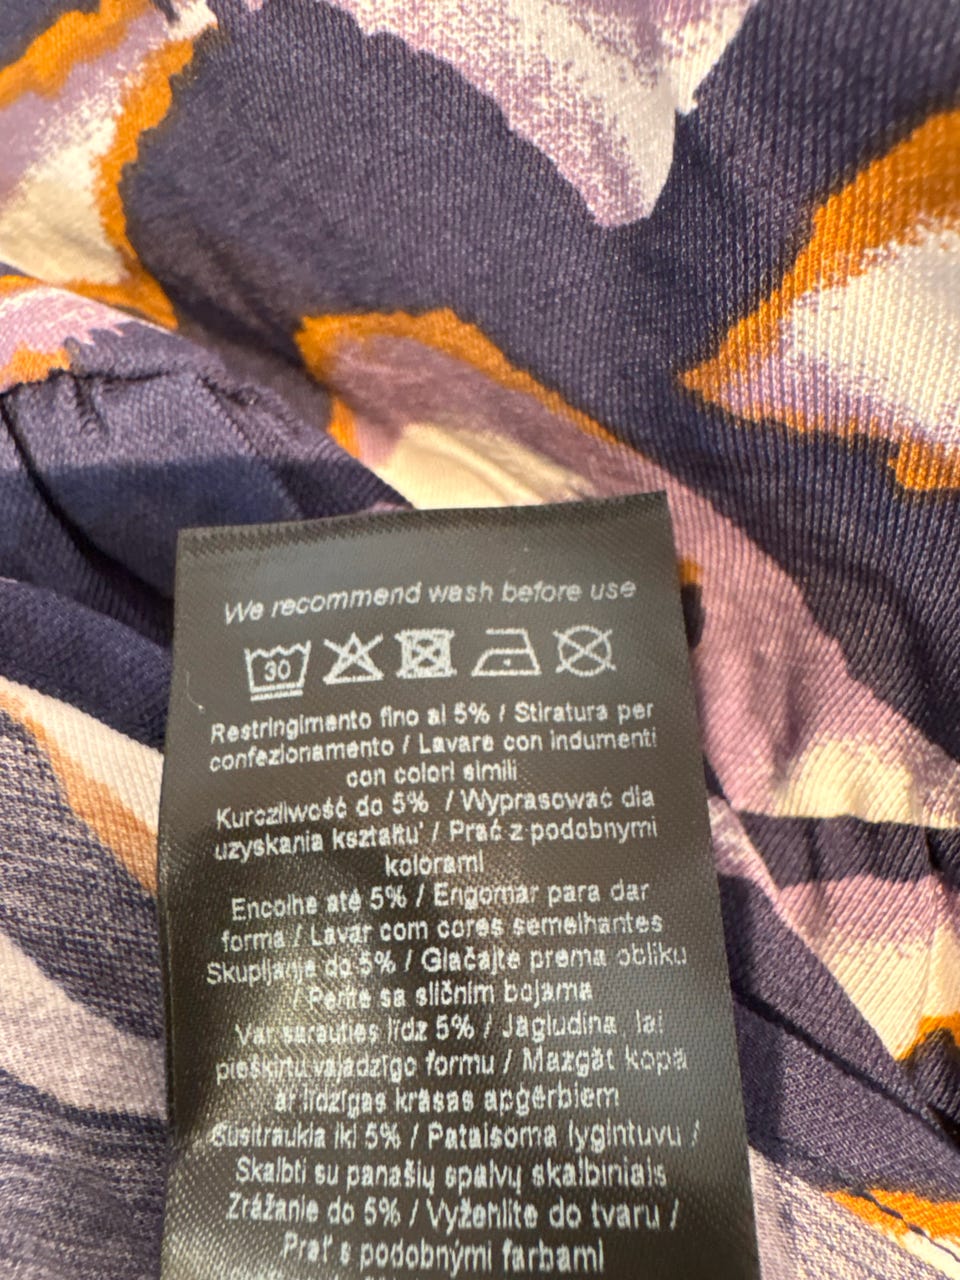 We recommend wash before use
30
Restringimento fino al 5% / Stiratura per
confezionamento / Lavare con indumenti
con colori simili
Kurczliwość do 5% / Wyprasować dla
uzyskania kształtu / Prać z podobnymi
kolorami
Encolhe até 5% / Engomar para dar
forma / Lavar com cores semelhantes
Skupljanje do 5% / Glačajte prema obliku
/ Perite sa sličnim bojama
Var sarauties līdz 5% / Jāgludina, lai
piešķirtu vajadzīgo formu / Mazgāt kopā
ar līdzīgas krāsas apģērbiem
Susitraukia iki 5% / Pataisoma lygintuvu /
Skalbti su panašių spalvų skalbiniais
Zrážanie do 5% / Vyžehlite do tvaru /
Prať s podobnými farbami